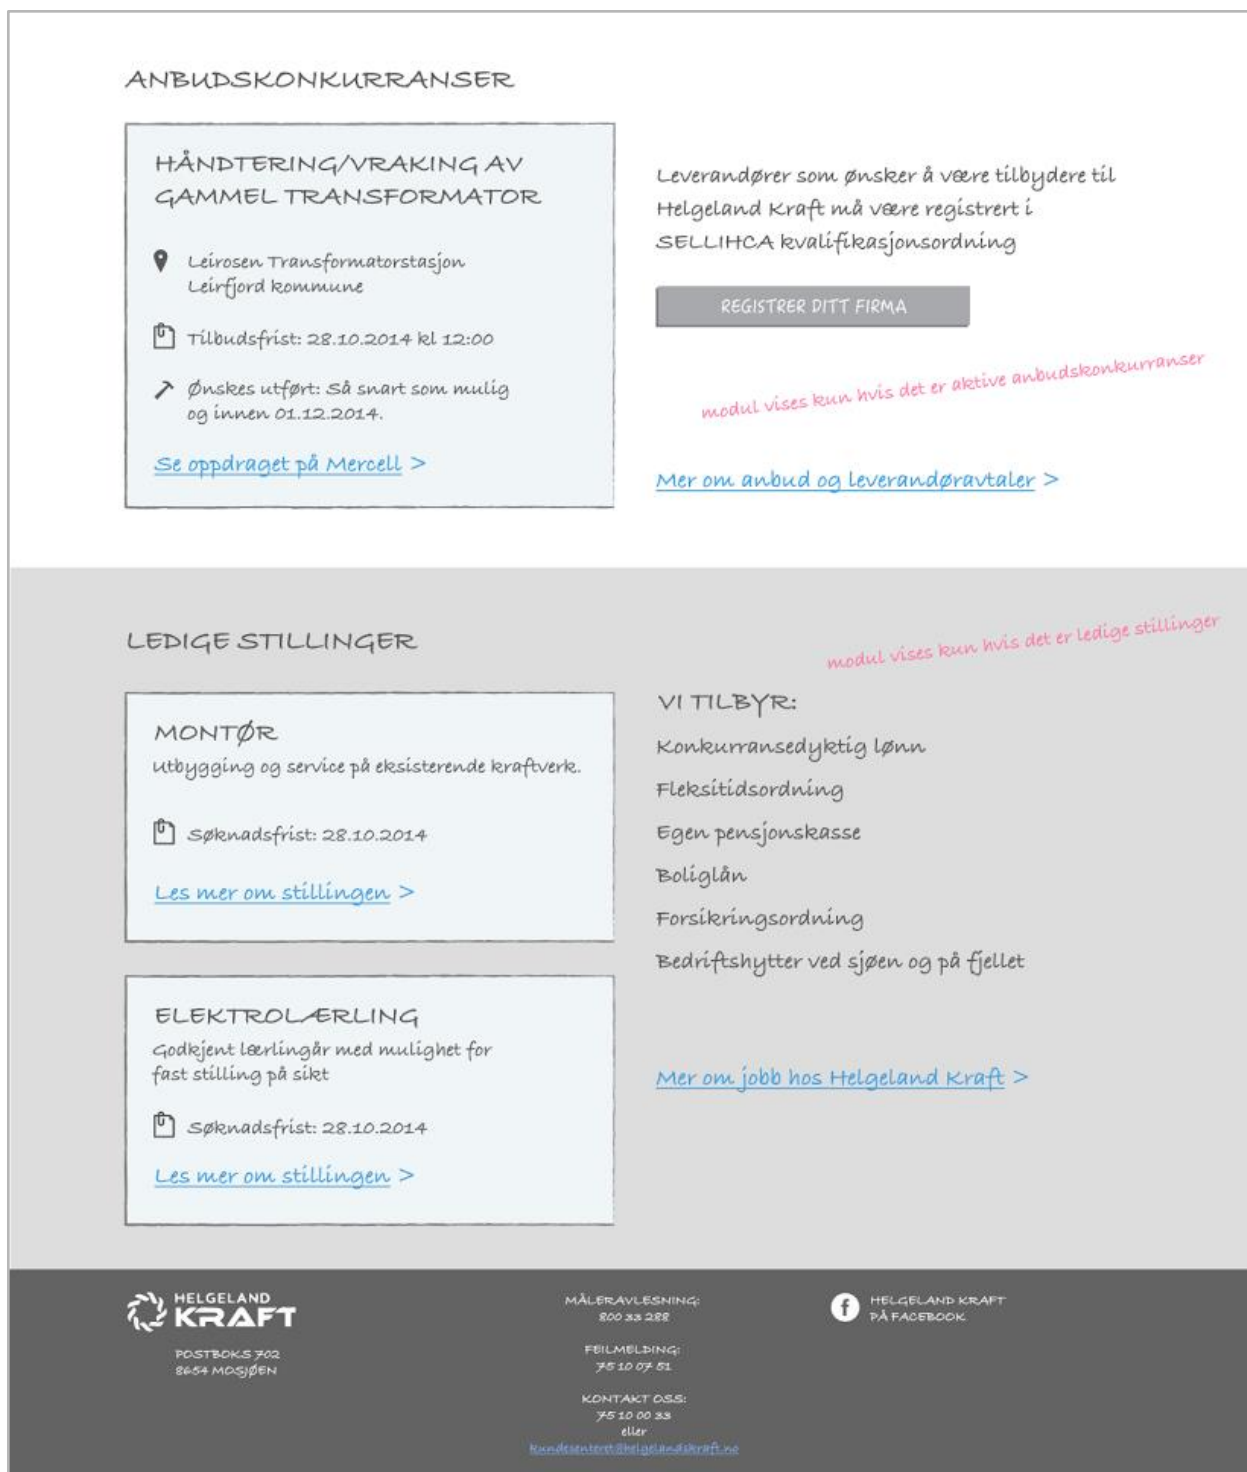 ANBUDSKONKURRANSER
HÅNDTERING/VRAKING AV
GAMMEL TRANSFORMATOR
Leirosen Transformatorstasjon
Leirfjord kommune
Tilbudsfrist: 28.10.2014 kl 12:00
Ønskes utført: Så snart som mulig
og innen 01.12.2014.
Se oppdraget på Mercell >
Leverandører som ønsker å være tilbydere til
Helgeland Kraft må være registrert i
SELLIHCA kvalifikasjonsordning
REGISTRER DITT FIRMA
modul vises kun hvis det er aktive anbudskonkurranser
Mer om anbud og leverandøravtaler >
LEDIGE STILLINGER
modul vises kun hvis det er ledige stillinger
MONTØR
Utbygging og service på eksisterende kraftverk.
Søknadsfrist: 28.10.2014
Les mer om stillingen >
ELEKTROLÆRLING
Godkjent lærlingår med mulighet for
fast stilling på sikt
Søknadsfrist: 28.10.2014
Les mer om stillingen >
VI TILBYR:
Konkurransedyktig lønn
Fleksitidsordning
Egen pensjonskasse
Boliglån
Forsikringsordning
Bedriftshytter ved sjøen og på fjellet
Mer om jobb hos Helgeland Kraft >
HELGELAND
KRAFT
POSTBOKS 702
8654 MOSJØEN
MÅLERAVLESNING:
800 33 288
FEILMELDING:
75 10 07 51
KONTAKT OSS:
75 10 00 33
eller
kundesenteret@helgelandskraft.no
f
HELGELAND KRAFT
PÅ FACEBOOK